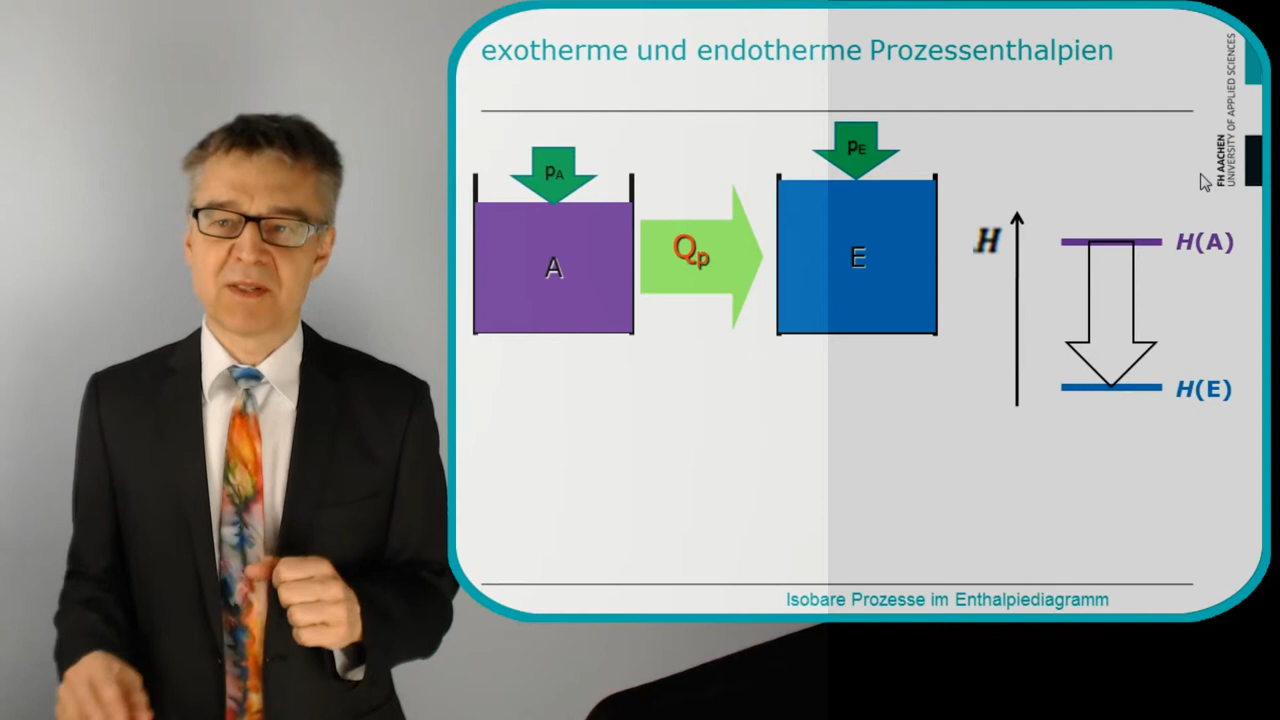 exotherme und endotherme Prozessenthalpien
FH AACHEN
UNIVERSITY OF APPLIED SCIENCES
pA
pE
A
Qp
E
H
H(A)
H(E)
Isobare Prozesse im Enthalpiediagramm